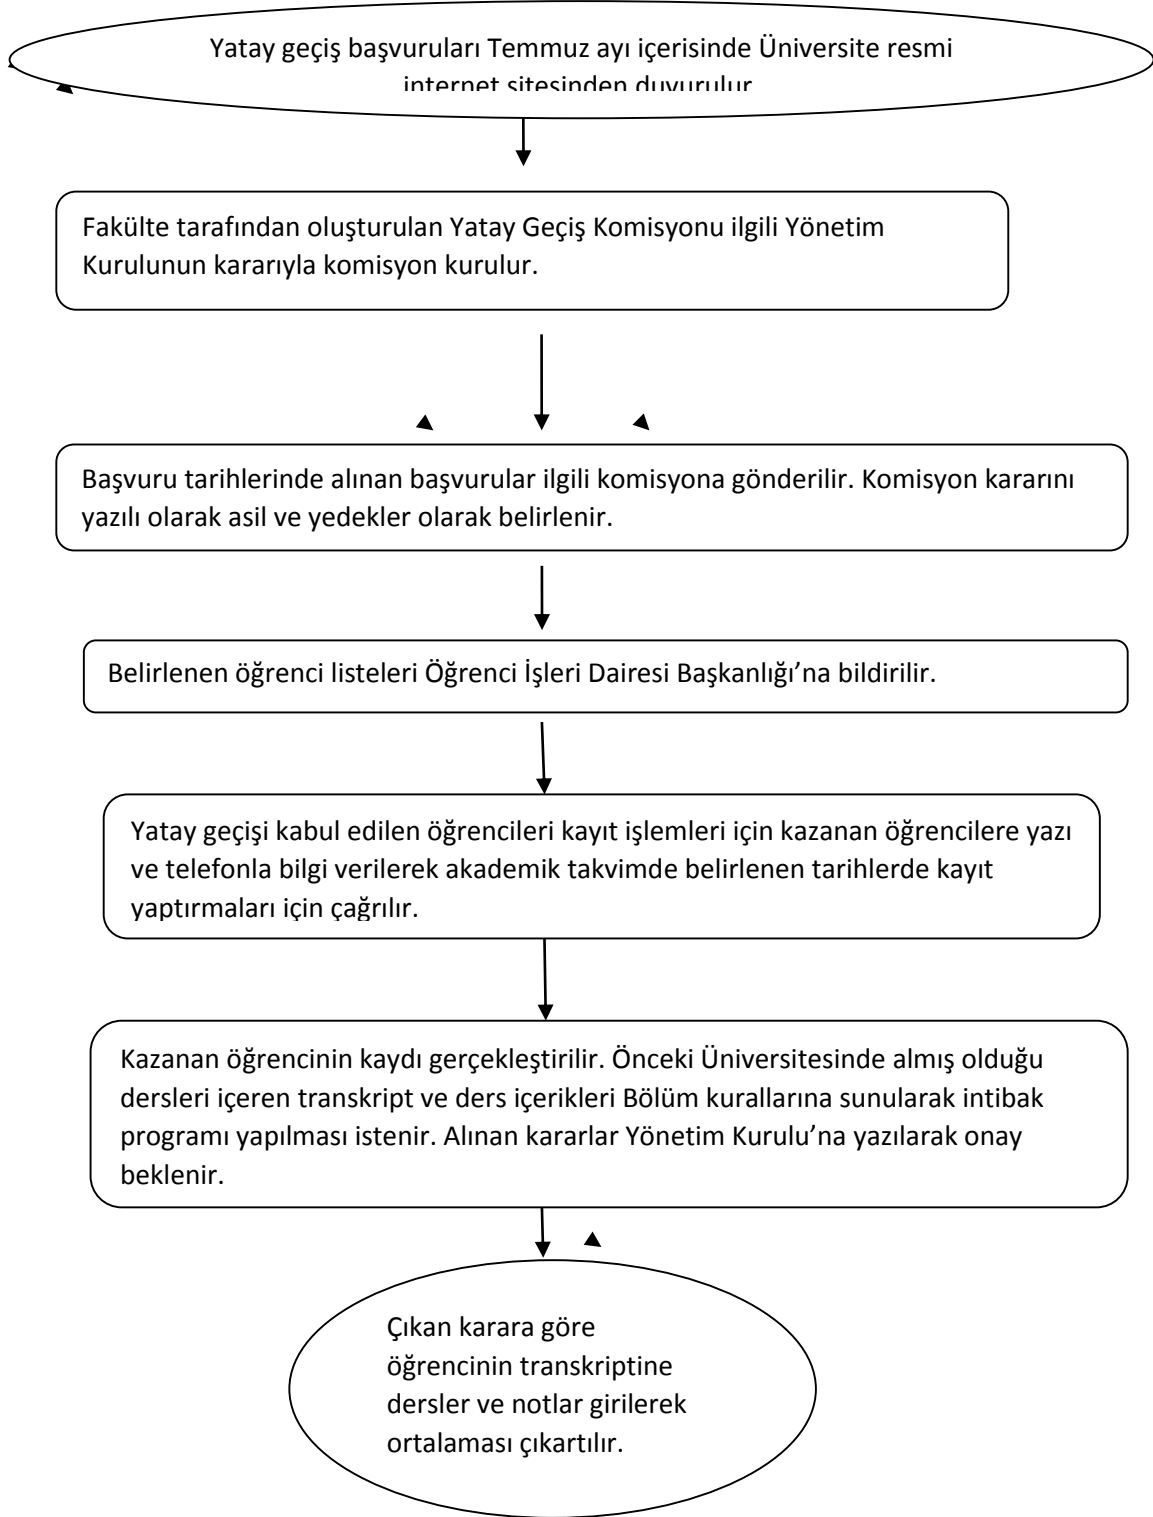 Yatay geçiş başvuruları Temmuz ayı içerisinde Üniversite resmi
internet sitesinden duyurulur
Fakülte tarafından oluşturulan Yatay Geçiş Komisyonu ilgili Yönetim
Kurulunun kararıyla komisyon kurulur.
Başvuru tarihlerinde alınan başvurular ilgili komisyona gönderilir. Komisyon kararını
yazılı olarak asil ve yedekler olarak belirlenir.
Belirlenen öğrenci listeleri Öğrenci İşleri Dairesi Başkanlığı’na bildirilir.
Yatay geçişi kabul edilen öğrencileri kayıt işlemleri için kazanan öğrencilere yazı
ve telefonla bilgi verilerek akademik takvimde belirlenen tarihlerde kayıt
yaptırmaları için çağrılır.
Kazanan öğrencinin kaydı gerçekleştirilir. Önceki Üniversitesinde almış olduğu
dersleri içeren transkript ve ders içerikleri Bölüm kurallarına sunularak intibak
programı yapılması istenir. Alınan kararlar Yönetim Kurulu’na yazılarak onay
beklenir.
Çıkan karara göre
öğrencinin transkriptine
dersler ve notlar girilerek
ortalaması çıkartılır.